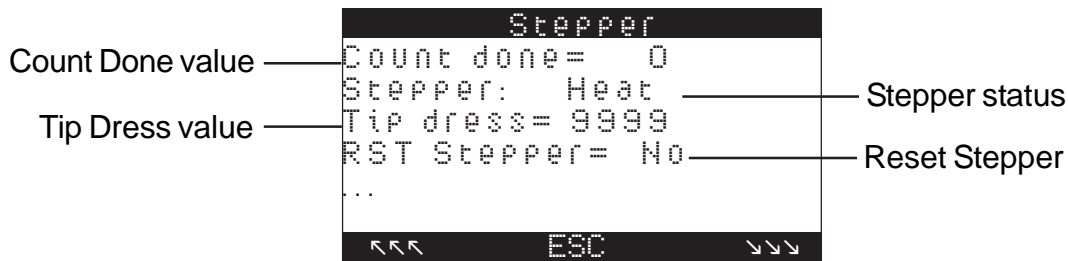 Stepper
Count Done value
Count done= 0
Stepper: Heat
Stepper status
Tip Dress value
Tip dress= 9999
RST Stepper= No
Reset Stepper
...
↖↖↖ ESC ↘↘↘